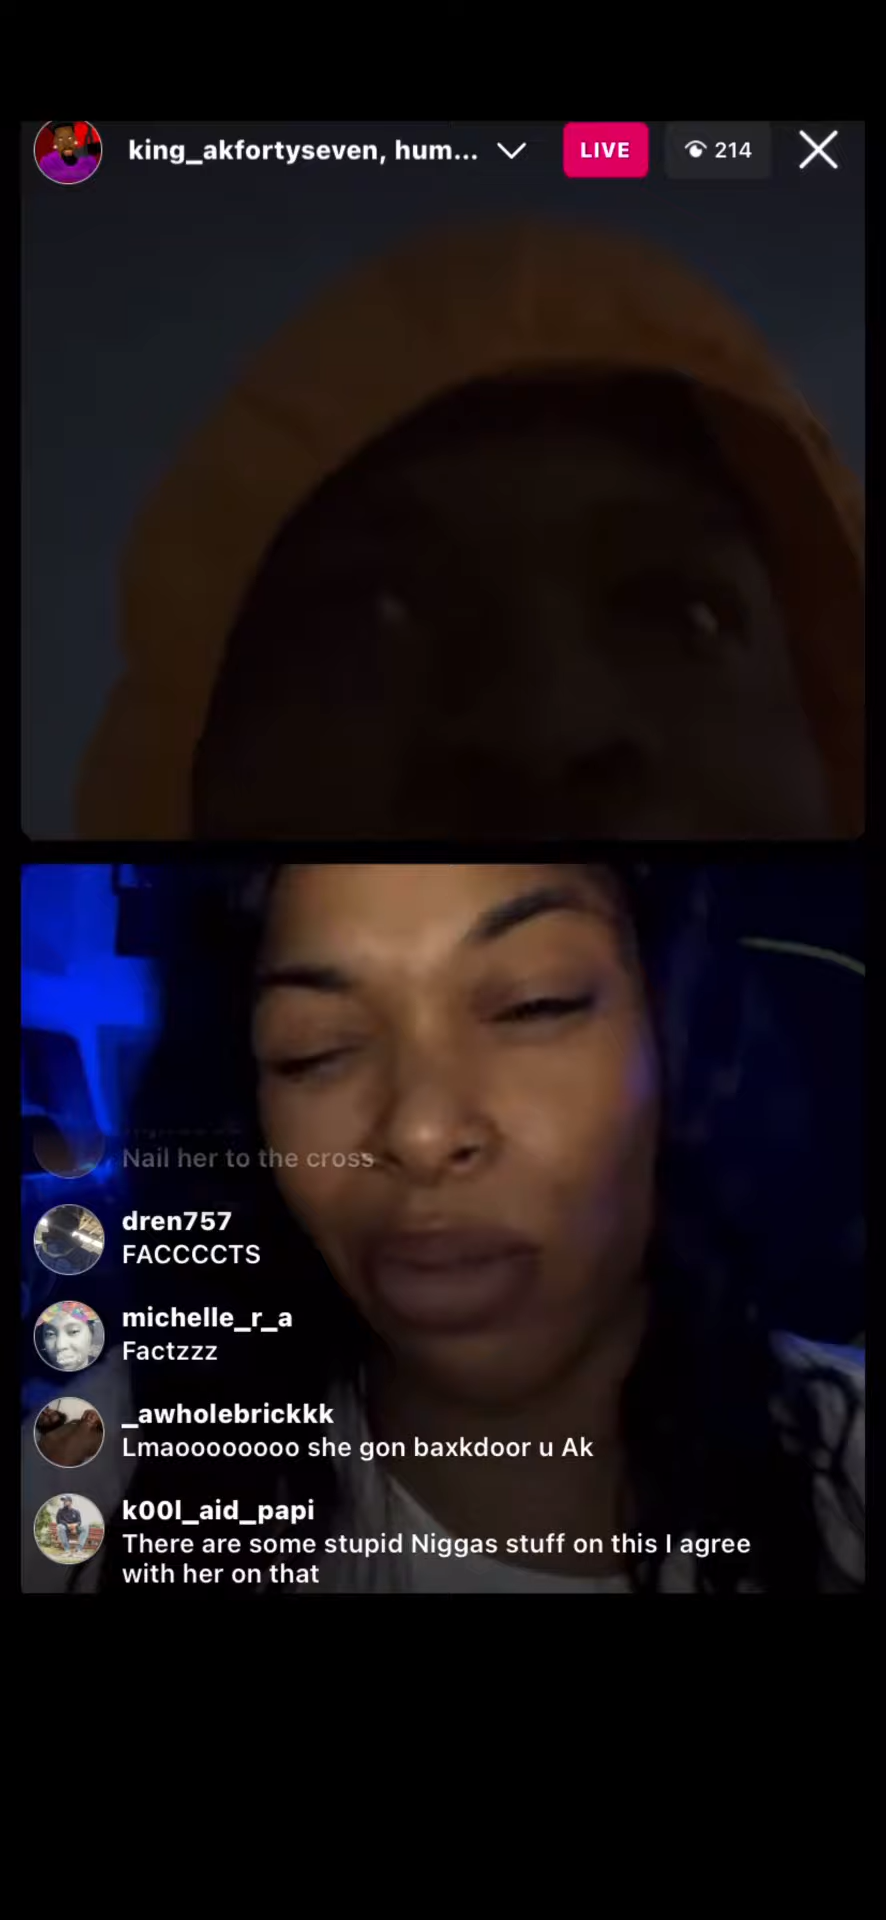 king_akfortyseven, hum...
LIVE
214
Nail her to the cross
dren757
FACCCCTS
michelle_r_a
Factzzz
_awholebrickkk
Lmaoooooooo she gon baxkdoor u Ak
k00l_aid_papi
There are some stupid Niggas stuff on this I agree
with her on that